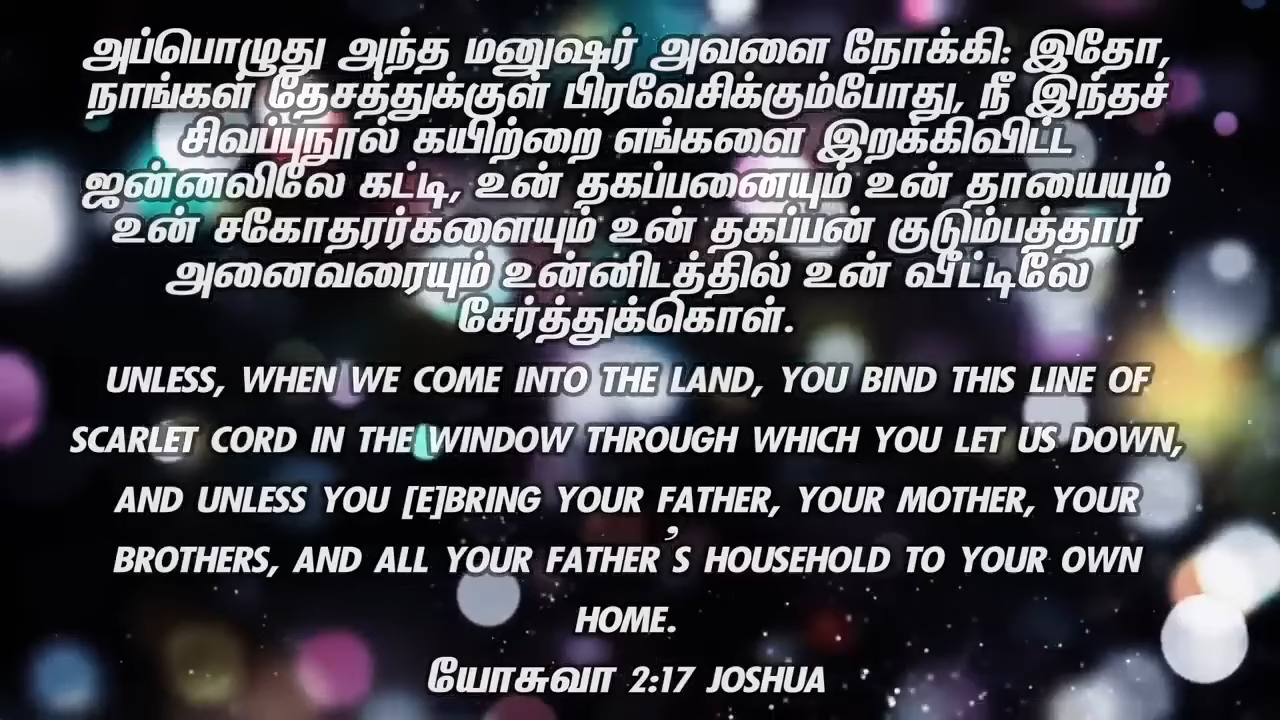 அப்பொழுது அந்த மனுஷர் அவளை நோக்கி: இதோ,
நாங்கள் தேசத்துக்குள் பிரவேசிக்கும்போது, நீ இந்தச்
சிவப்புநூல் கயிற்றை எங்களை இறக்கிவிட்ட
ஜன்னலிலே கட்டி, உன் தகப்பனையும் உன் தாயையும்
உன் சகோதரர்களையும் உன் தகப்பன் குடும்பத்தார்
அனைவரையும் உன்னிடத்தில் உன் வீட்டிலே
சேர்த்துக்கொள்.
UNLESS, WHEN WE COME INTO THE LAND, YOU BIND THIS LINE OF
SCARLET CORD IN THE WINDOW THROUGH WHICH YOU LET US DOWN,
AND UNLESS YOU [E]BRING YOUR FATHER, YOUR MOTHER, YOUR
BROTHERS, AND ALL YOUR FATHER’S HOUSEHOLD TO YOUR OWN
HOME.
யோசுவா 2:17 JOSHUA